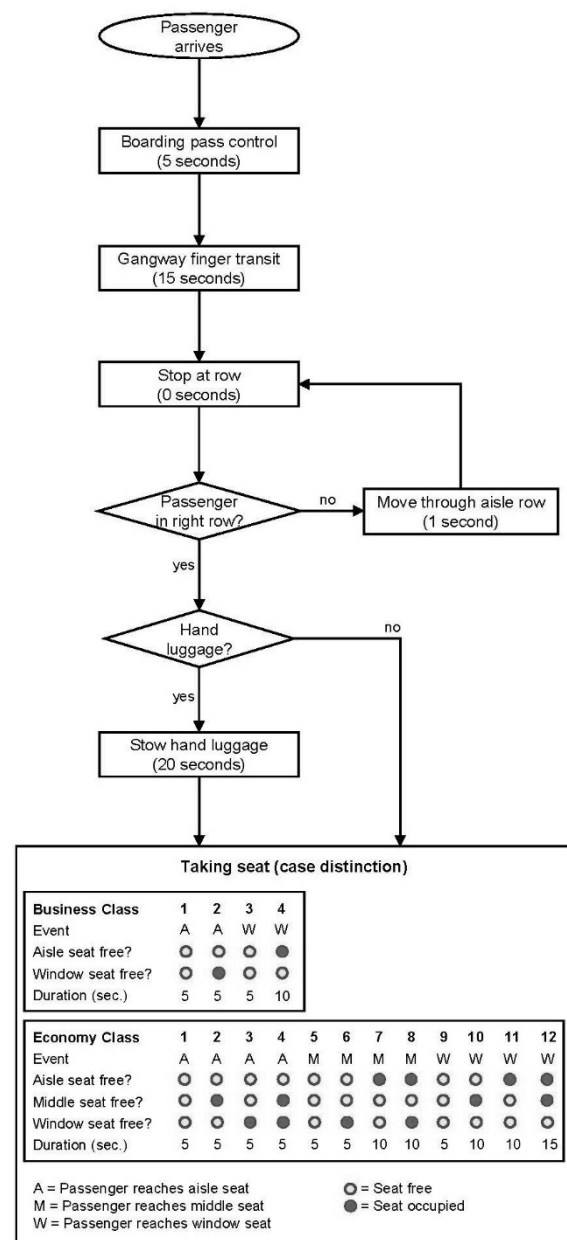 Passenger
arrives
Boarding pass control
(5 seconds)
Gangway finger transit
(15 seconds)
Stop at row
(0 seconds)
Passenger
in right row?
no
Move through aisle row
(1 second)
yes
Hand
luggage?
no
yes
Stow hand luggage
(20 seconds)
Taking seat (case distinction)
Business Class 1 2 3 4
Event A A W W
Aisle seat free?
Window seat free?
Duration (sec.) 5 5 5 10
Economy Class 1 2 3 4 5 6 7 8 9 10 11 12
Event A A A A M M M M W W W W
Aisle seat free?
Middle seat free?
Window seat free?
Duration (sec.) 5 5 5 5 5 5 10 10 5 10 10 15
A = Passenger reaches aisle seat = Seat free
M = Passenger reaches middle seat = Seat occupied
W = Passenger reaches window seat